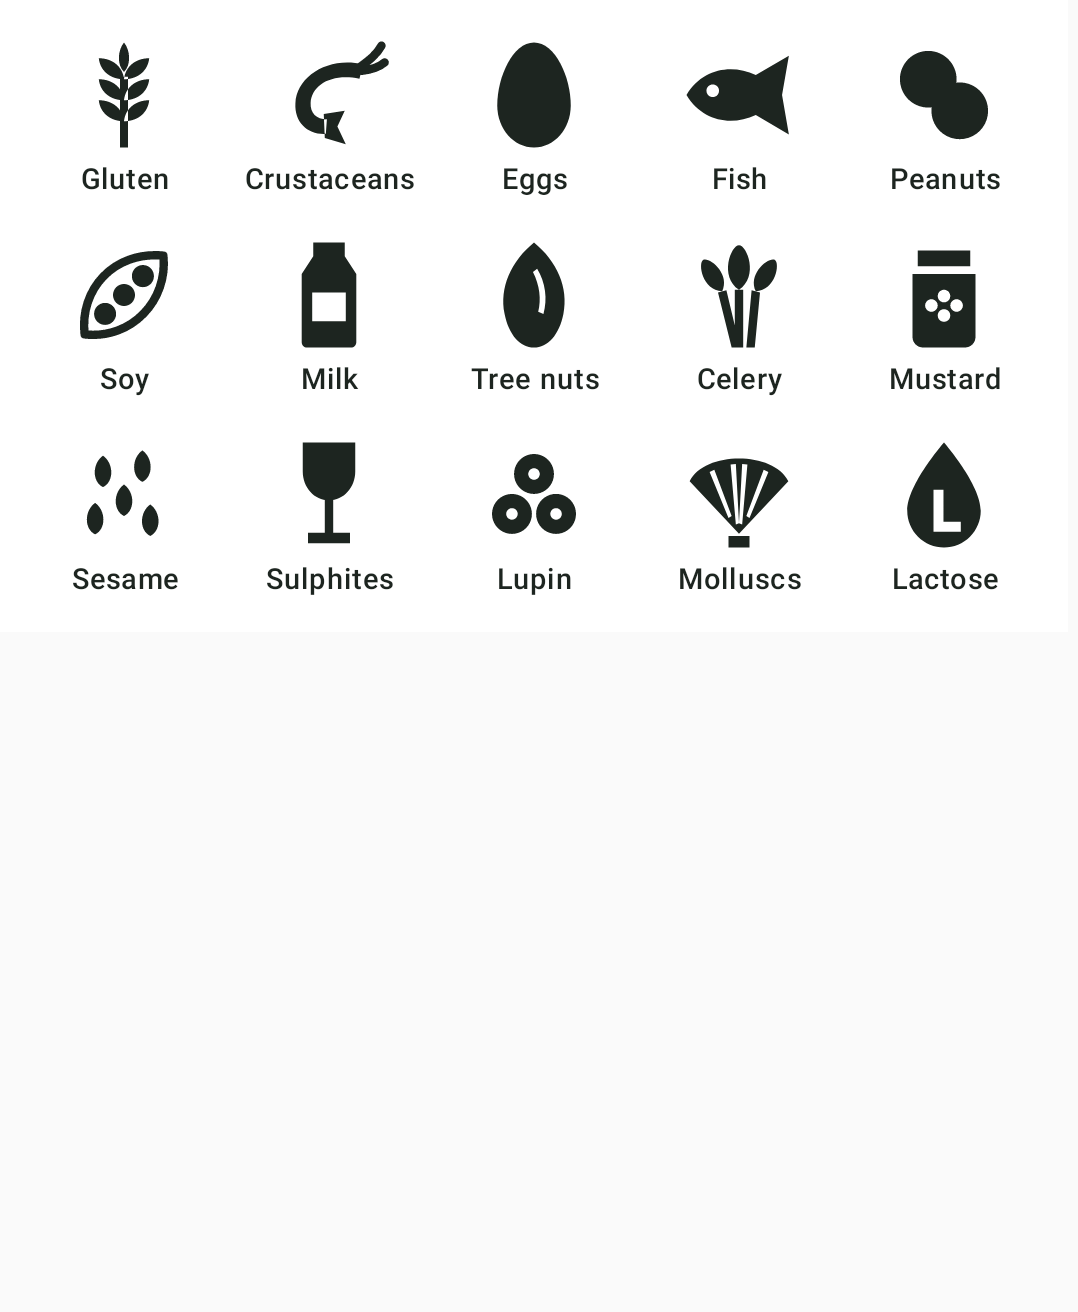 Gluten
Crustaceans
Eggs
Fish
Peanuts
Soy
Milk
Tree nuts
Celery
Mustard
Sesame
Sulphites
Lupin
Molluscs
L
Lactose